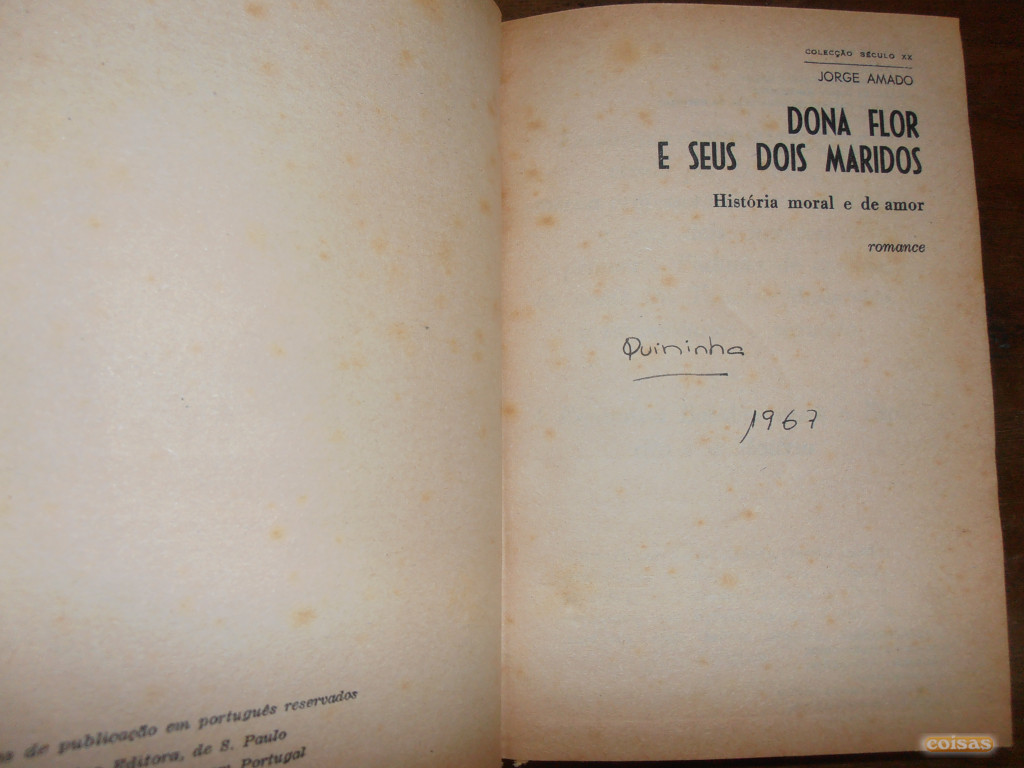 de publicação em português reservados
Editora, de S. Paulo
Portugal
COLECÇÃO SÉCULO XX
JORGE AMADO
DONA FLOR
E SEUS DOIS MARIDOS
História moral e de amor
romance
Quininha
1967
coisas